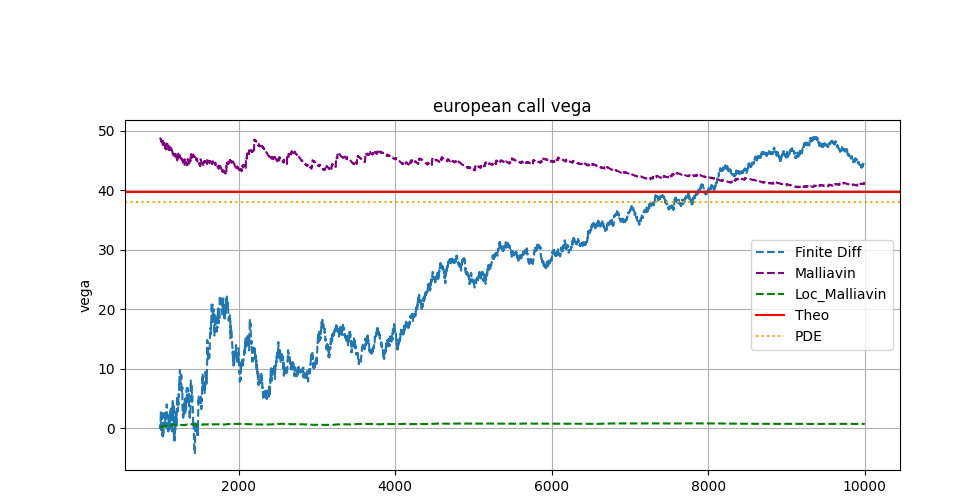 european call vega
50
40
30
20
10
0
vega
Finite Diff
Malliavin
Loc_Malliavin
Theo
PDE
2000 4000 6000 8000 10000